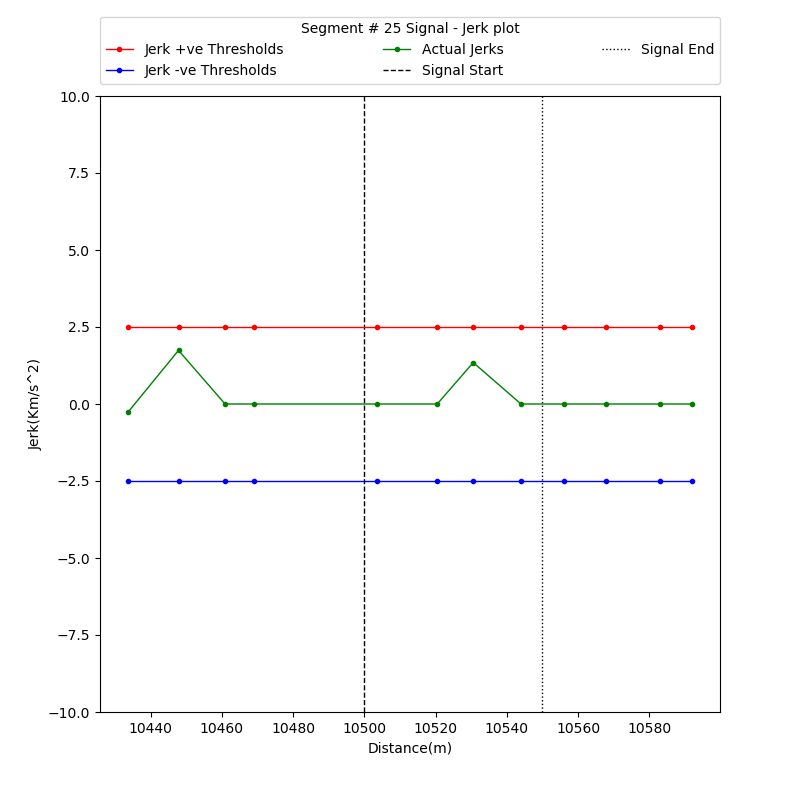 Segment # 25 Signal - Jerk plot
Jerk +ve Thresholds
Jerk -ve Thresholds
Actual Jerks
Signal Start
Signal End
10.0
7.5
5.0
2.5
0.0
−2.5
−5.0
−7.5
−10.0
Jerk(Km/s^2)
10440 10460 10480 10500 10520 10540 10560 10580
Distance(m)